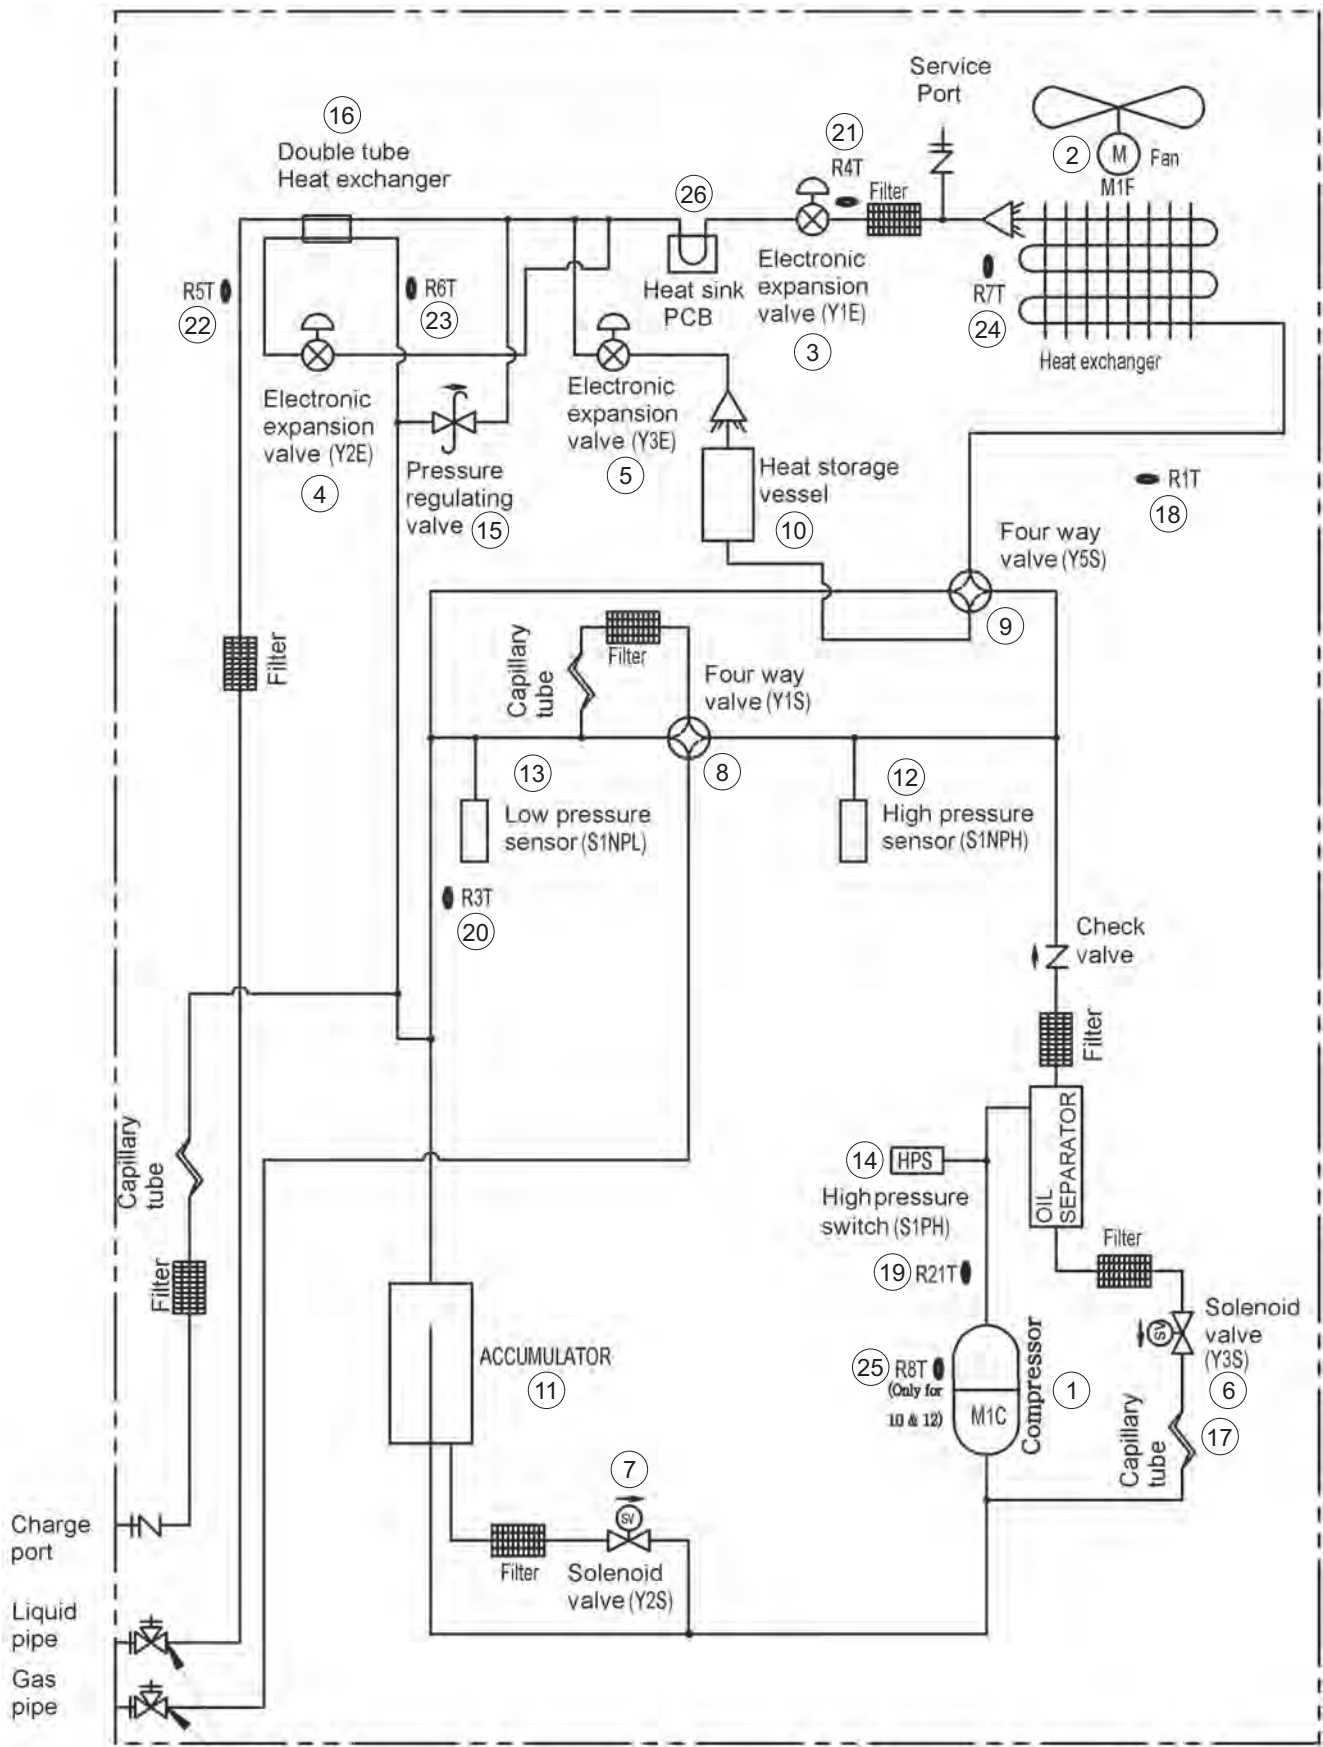 Service
Port
16
Double tube
Heat exchanger
21
R4T
Filter
26
2
M
Fan
M1F
R5T
22
R6T
23
Heat sink
PCB
Electronic
expansion
valve (Y1E)
3
R7T
24
Heat exchanger
Electronic
expansion
valve (Y2E)
4
Pressure
regulating
valve
15
Electronic
expansion
valve (Y3E)
5
Heat storage
vessel
10
R1T
18
Four way
valve (Y5S)
9
Filter
Capillary
tube
Filter
Four way
valve (Y1S)
8
13
Low pressure
sensor (S1NPL)
12
High pressure
sensor (S1NPH)
R3T
20
Check
valve
Filter
OIL
SEPARATOR
14
HPS
High pressure
switch (S1PH)
19
R21T
Filter
Capillary
tube
Filter
ACCUMULATOR
11
25
R8T
(Only for
10 & 12)
M1C
Compressor
1
SV
Solenoid
valve
(Y3S)
6
Capillary
tube
17
7
SV
Filter
Solenoid
valve (Y2S)
Charge
port
Liquid
pipe
Gas
pipe